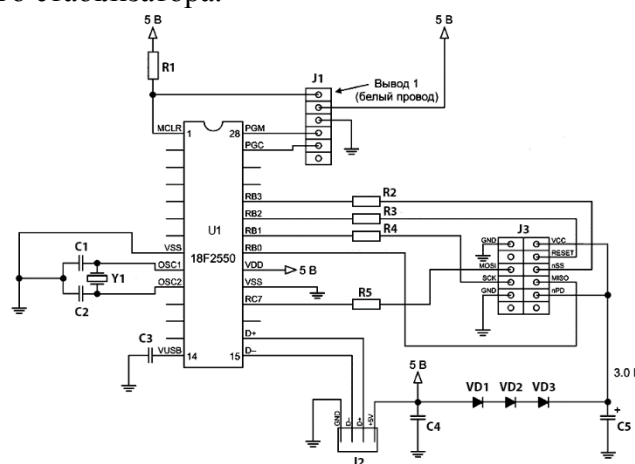 5 В
5 В
R1
J1
Вывод 1
(белый провод)
MCLR
1
28
PGM
PGC
U1
18F2550
RB3
R2
RB2
R3
RB1
R4
RB0
J3
GND
VCC
RESET
MOSI
nSS
SCK
MISO
GND
nPD
VSS
C1
OSC1
VDD
5 В
Y1
OSC2
VSS
C2
RC7
R5
D+
C3
VUSB
14
15
D–
3.0
5 В
VD1
VD2
VD3
GND
D-
D+
+5V
C4
+
C5
J2